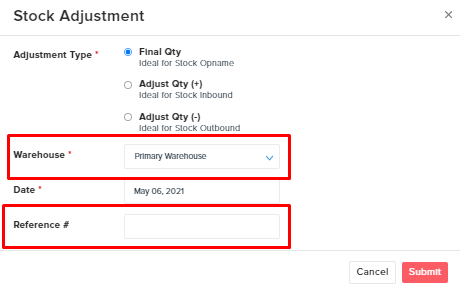 Stock Adjustment
Adjustment Type *
Final Qty
Ideal for Stock Opname
Adjust Qty (+)
Ideal for Stock Inbound
Adjust Qty (-)
Ideal for Stock Outbound
Warehouse *
Primary Warehouse
Date *
May 06, 2021
Reference #
Cancel
Submit